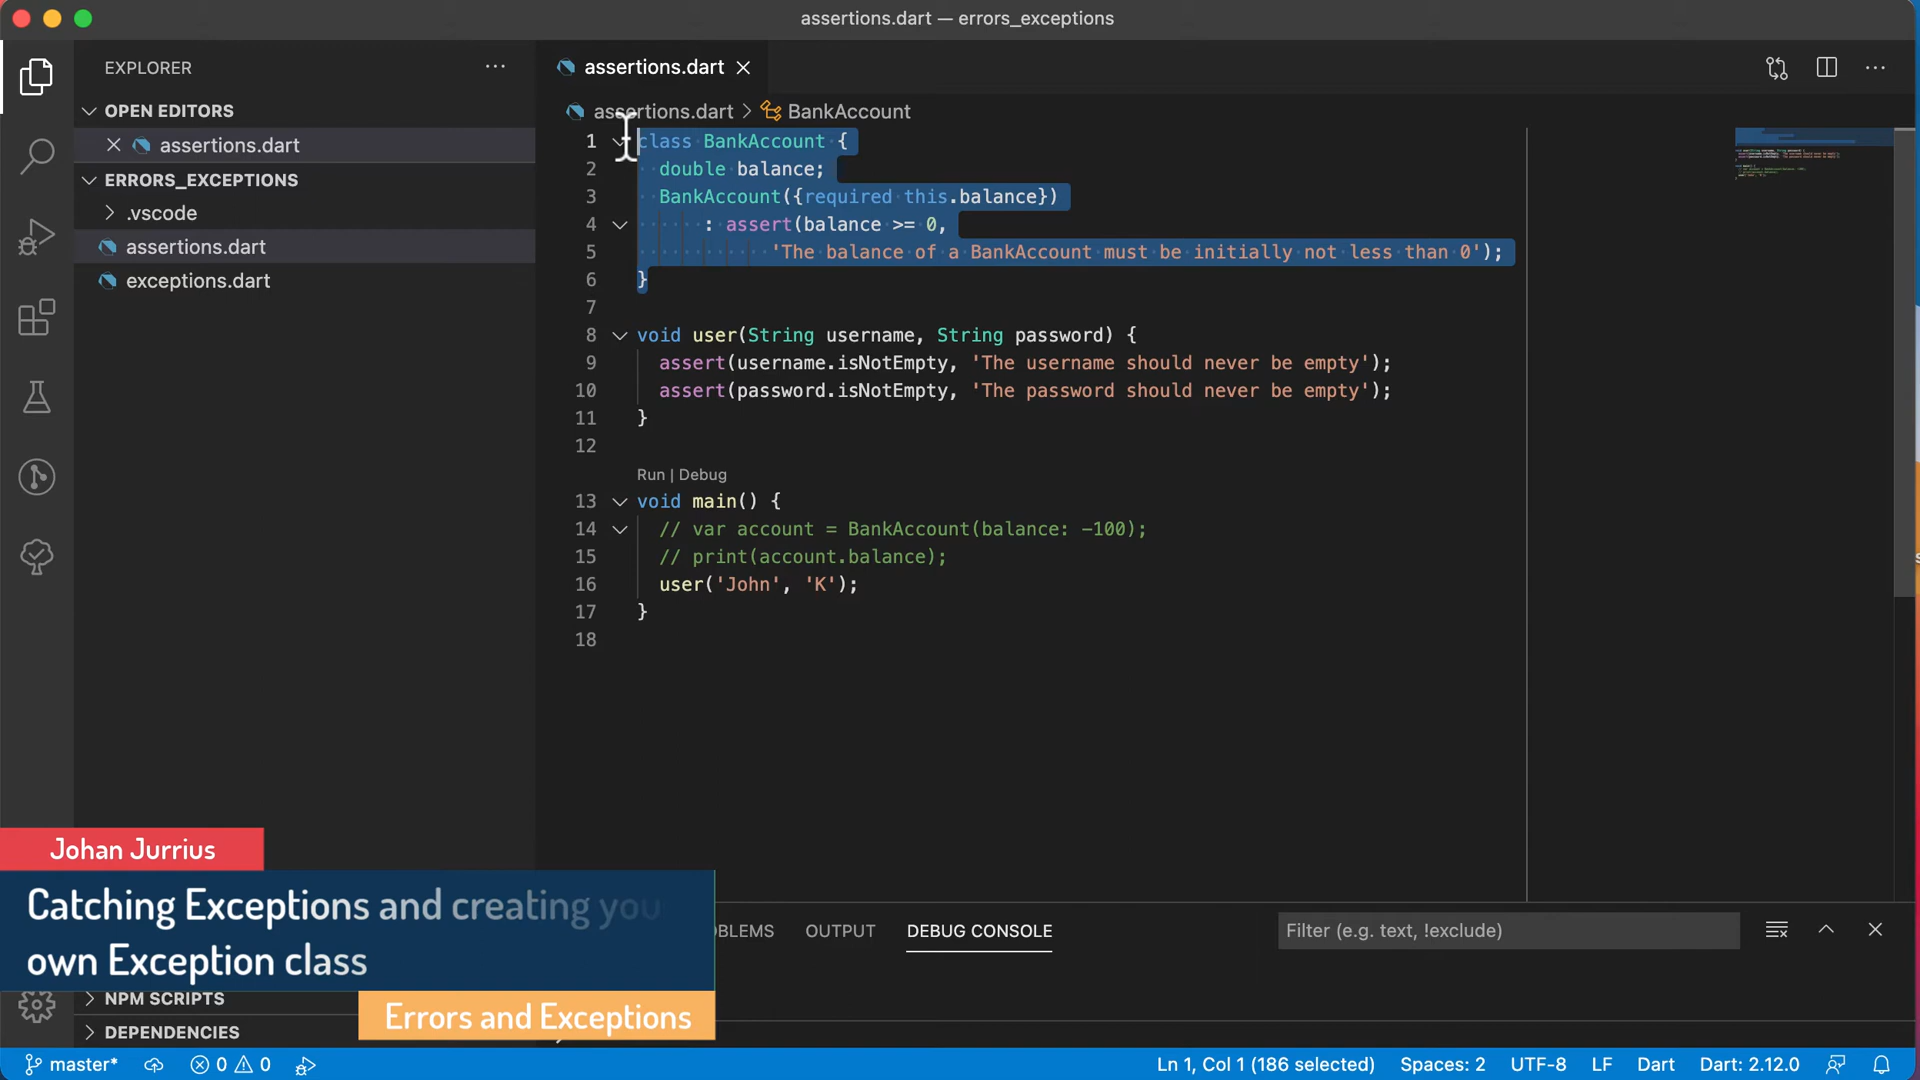 assertions.dart — errors_exceptions
EXPLORER
OPEN EDITORS
assertions.dart
ERRORS_EXCEPTIONS
.vscode
assertions.dart
exceptions.dart
assertions.dart
assertions.dart > BankAccount
1 class BankAccount {
2 double balance;
3 BankAccount({required this.balance})
4 : assert(balance >= 0,
5 'The balance of a BankAccount must be initially not less than 0');
6 }
7
8 void user(String username, String password) {
9 assert(username.isNotEmpty, 'The username should never be empty');
10 assert(password.isNotEmpty, 'The password should never be empty');
11 }
12
Run | Debug
13 void main() {
14 // var account = BankAccount(balance: -100);
15 // print(account.balance);
16 user('John', 'K');
17 }
18
Johan Jurrius
Catching Exceptions and creating you
own Exception class
Errors and Exceptions
OBLEMS OUTPUT DEBUG CONSOLE Filter (e.g. text, !exclude)
NPM SCRIPTS
DEPENDENCIES
master* 0 0 Ln 1, Col 1 (186 selected) Spaces: 2 UTF-8 LF Dart Dart: 2.12.0